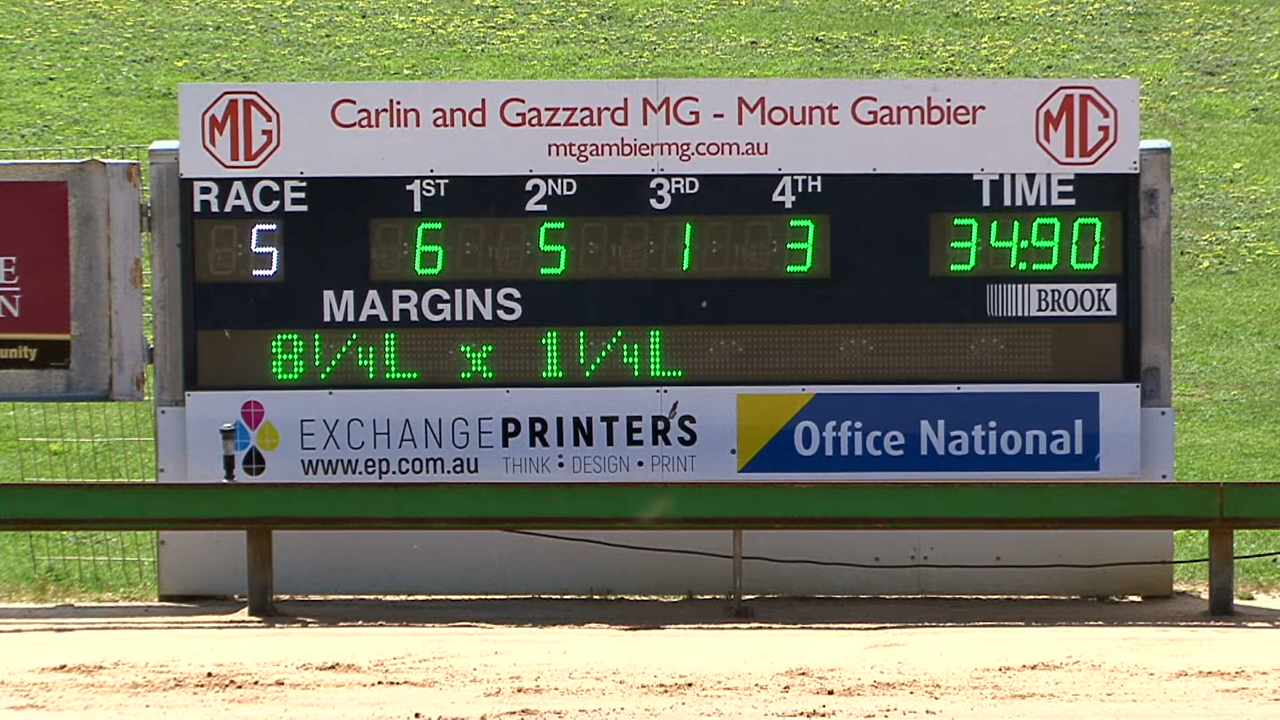 MG Carlin and Gazzard MG - Mount Gambier MG
mtgambiermg.com.au
RACE 1ST 2ND 3RD 4TH TIME
5 6 5 1 3 34:90
MARGINS
BROOK
8 1/4L x 1 1/4L
E
N
unity
EXCHANGEPRINTERS
www.ep.com.au THINK : DESIGN • PRINT
Office National